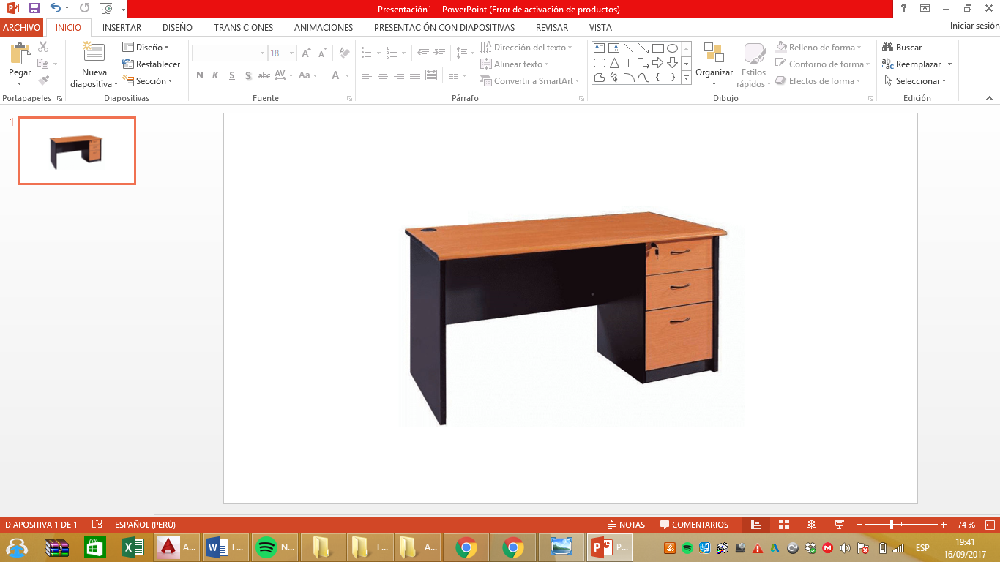 Presentación1 - PowerPoint (Error de activación de productos)
ARCHIVO INICIO INSERTAR DISEÑO TRANSICIONES ANIMACIONES PRESENTACIÓN CON DIAPOSITIVAS REVISAR VISTA Iniciar sesión
Pegar
Nueva diapositiva
Diseño
Restablecer
Sección
18
N K S S abc AV Aa A
Dirección del texto
Alinear texto
Convertir a SmartArt
Organizar
Estilos rápidos
Relleno de forma
Contorno de forma
Efectos de forma
Buscar
Reemplazar
Seleccionar
Portapapeles Diapositivas Fuente Párrafo Dibujo Edición
1
DIAPOSITIVA 1 DE 1 ESPAÑOL (PERÚ) NOTAS COMENTARIOS 74 %
A... E... N... F... A... P... ESP 19:41
16/09/2017